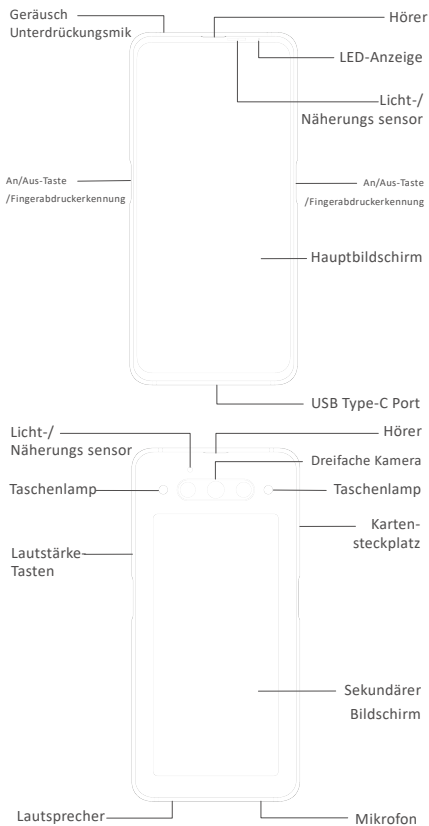 Geräusch
Unterdrückungsmik
Hörer
LED-Anzeige
Licht-/
Näherungs sensor
An/Aus-Taste
/Fingerabdruckerkennung
An/Aus-Taste
/Fingerabdruckerkennung
Hauptbildschirm
USB Type-C Port
Licht-/
Näherungs sensor
Hörer
Dreifache Kamera
Taschenlamp
Taschenlamp
Karten-
steckplatz
Lautstärke-
Tasten
Sekundärer
Bildschirm
Lautsprecher
Mikrofon